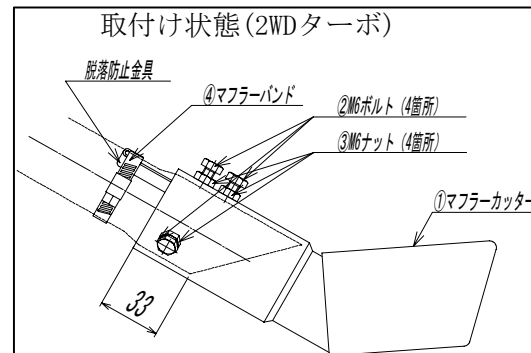 取付け状態(2WDターボ)
脱落防止金具
④マフラーバンド
②M6ボルト (4箇所)
③M6ナット (4箇所)
①マフラーカッター
33